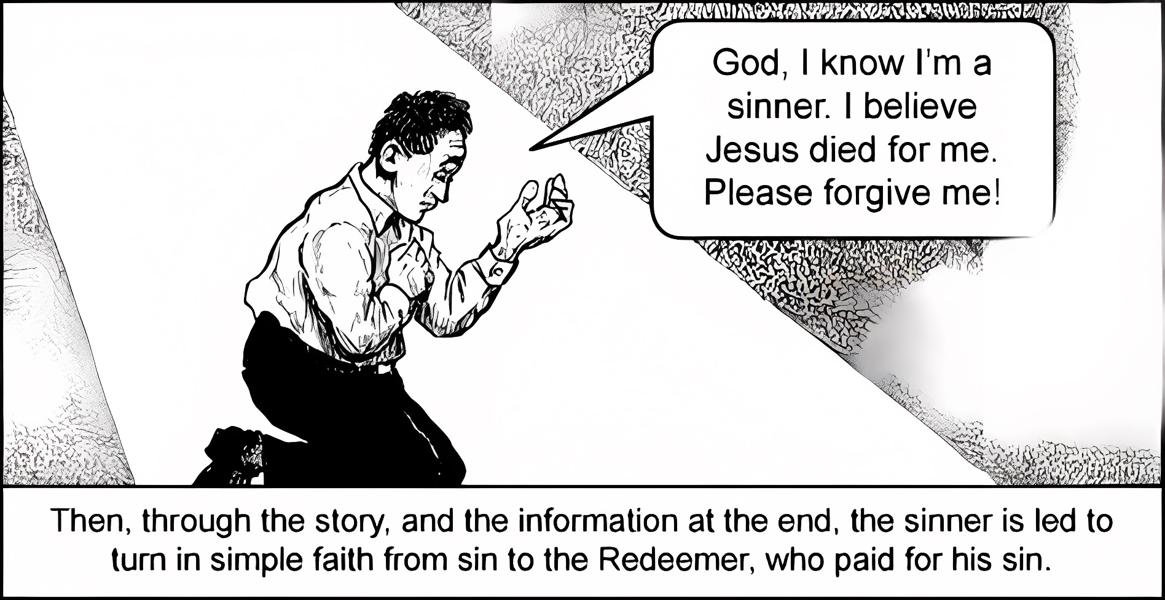 God, I know I'm a
sinner. I believe
Jesus died for me.
Please forgive me!
Then, through the story, and the information at the end, the sinner is led to
turn in simple faith from sin to the Redeemer, who paid for his sin.